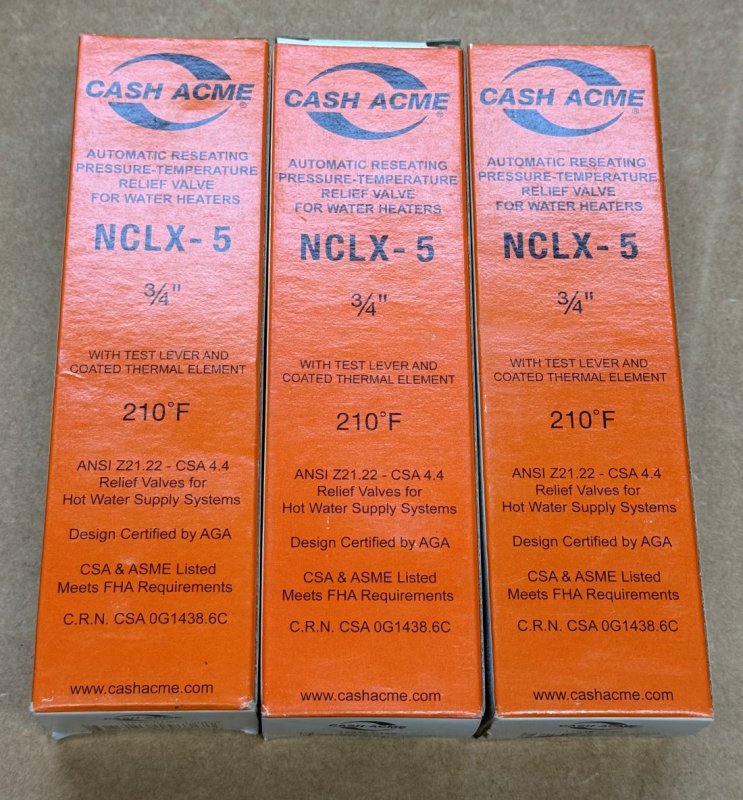 CASH ACME®
AUTOMATIC RESEATING
PRESSURE-TEMPERATURE
RELIEF VALVE
FOR WATER HEATERS
NCLX- 5
3/4"
WITH TEST LEVER AND
COATED THERMAL ELEMENT
210°F
ANSI Z21.22 - CSA 4.4
Relief Valves for
Hot Water Supply Systems
Design Certified by AGA
CSA & ASME Listed
Meets FHA Requirements
C.R.N. CSA 0G1438.6C
www.cashacme.com
CASH ACME
CASH ACME®
AUTOMATIC RESEATING
PRESSURE-TEMPERATURE
RELIEF VALVE
FOR WATER HEATERS
NCLX- 5
3/4"
WITH TEST LEVER AND
COATED THERMAL ELEMENT
210°F
ANSI Z21.22 - CSA 4.4
Relief Valves for
Hot Water Supply Systems
Design Certified by AGA
CSA & ASME Listed
Meets FHA Requirements
C.R.N. CSA 0G1438.6C
www.cashacme.com
CASH ACME
CASH ACME®
AUTOMATIC RESEATING
PRESSURE-TEMPERATURE
RELIEF VALVE
FOR WATER HEATERS
NCLX- 5
3/4"
WITH TEST LEVER AND
COATED THERMAL ELEMENT
210°F
ANSI Z21.22 - CSA 4.4
Relief Valves for
Hot Water Supply Systems
Design Certified by AGA
CSA & ASME Listed
Meets FHA Requirements
C.R.N. CSA 0G1438.6C
www.cashacme.com
CASH ACME